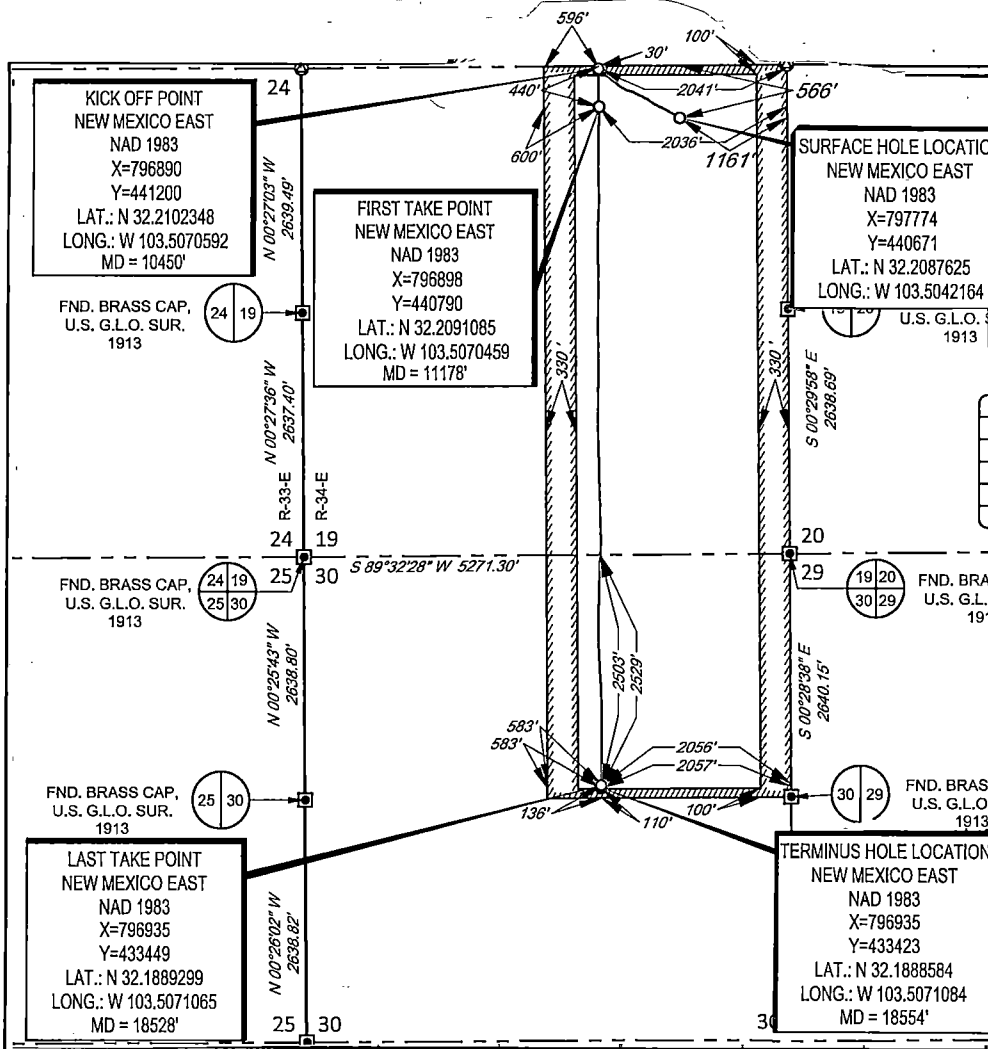 596'
30'
100'
24
440'
2041'
566'
600'
2036'
1161'
KICK OFF POINT
NEW MEXICO EAST
NAD 1983
X=796890
Y=441200
LAT.: N 32.2102348
LONG.: W 103.5070592
MD = 10450'
N 00°27'03" W
2639.49'
FIRST TAKE POINT
NEW MEXICO EAST
NAD 1983
X=796898
Y=440790
LAT.: N 32.2091085
LONG.: W 103.5070459
MD = 11178'
SURFACE HOLE LOCATIO
NEW MEXICO EAST
NAD 1983
X=797774
Y=440671
LAT.: N 32.2087625
LONG.: W 103.5042164
FND. BRASS CAP,
U.S. G.L.O. SUR.
1913
24 19
U.S. G.L.O. S
1913
N 00°27'36" W
2637.40'
330'
330'
S 00°29'58" E
2638.69'
R-33-E
R-34-E
24 19
25 30
S 89°32'28" W 5271.30'
20
29
FND. BRASS CAP,
U.S. G.L.O. SUR.
1913
24 19
25 30
19 20
30 29
FND. BRA
U.S. G.L.
191
N 00°25'43" W
2638.80'
2503'
2529'
S 00°28'38" E
2640.15'
583'
583'
2056'
2057'
136'
110'
100'
FND. BRASS CAP,
U.S. G.L.O. SUR.
1913
25 30
30 29
FND. BRAS
U.S. G.L.O
1913
LAST TAKE POINT
NEW MEXICO EAST
NAD 1983
X=796935
Y=433449
LAT.: N 32.1889299
LONG.: W 103.5071065
MD = 18528'
N 00°26'02" W
2638.82'
TERMINUS HOLE LOCATION
NEW MEXICO EAST
NAD 1983
X=796935
Y=433423
LAT.: N 32.1888584
LONG.: W 103.5071084
MD = 18554'
25 30
30